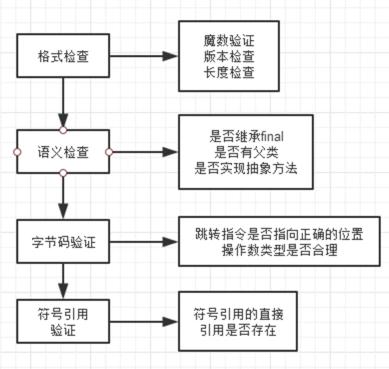 格式检查
魔数验证
版本检查
长度检查
语义检查
是否继承final
是否有父类
是否实现抽象方法
字节码验证
跳转指令是否指向正确的位置
操作数类型是否合理
符号引用
验证
符号引用的直接
引用是否存在